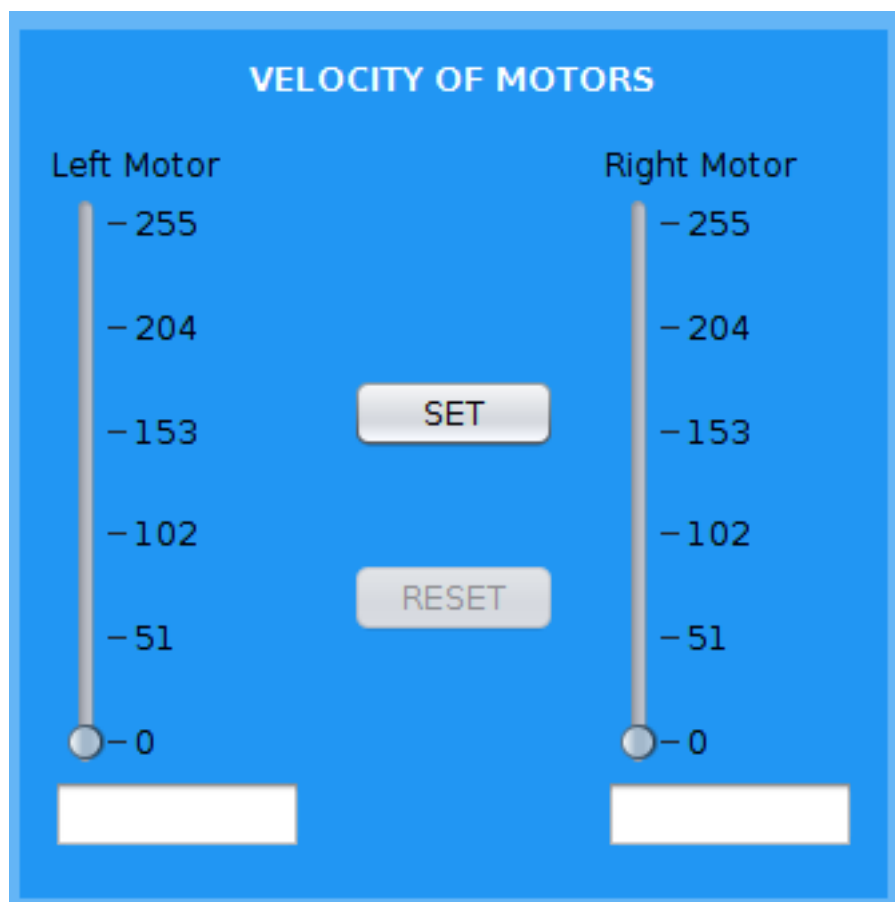 VELOCITY OF MOTORS
Left Motor
Right Motor
255
255
204
204
SET
153
153
102
102
RESET
51
51
0
0